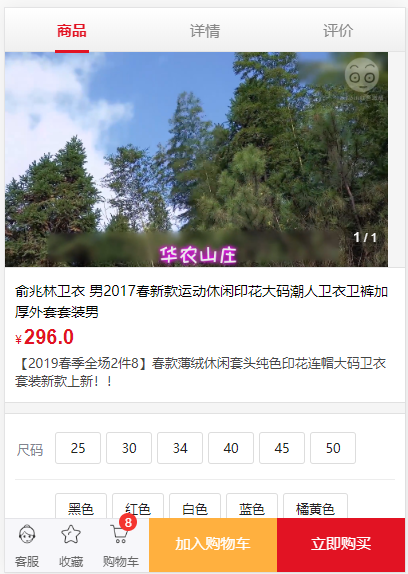 商品 详情 评价
华农山庄
1 / 1
俞兆林卫衣 男2017春新款运动休闲印花大码潮人卫衣卫裤加
厚外套套装男
¥296.0
【2019春季全场2件8】春款薄绒休闲套头纯色印花连帽大码卫衣
套装新款上新！！
尺码 25 30 34 40 45 50
黑色 红色 白色 蓝色 橘黄色
8
客服 收藏 购物车 加入购物车 立即购买